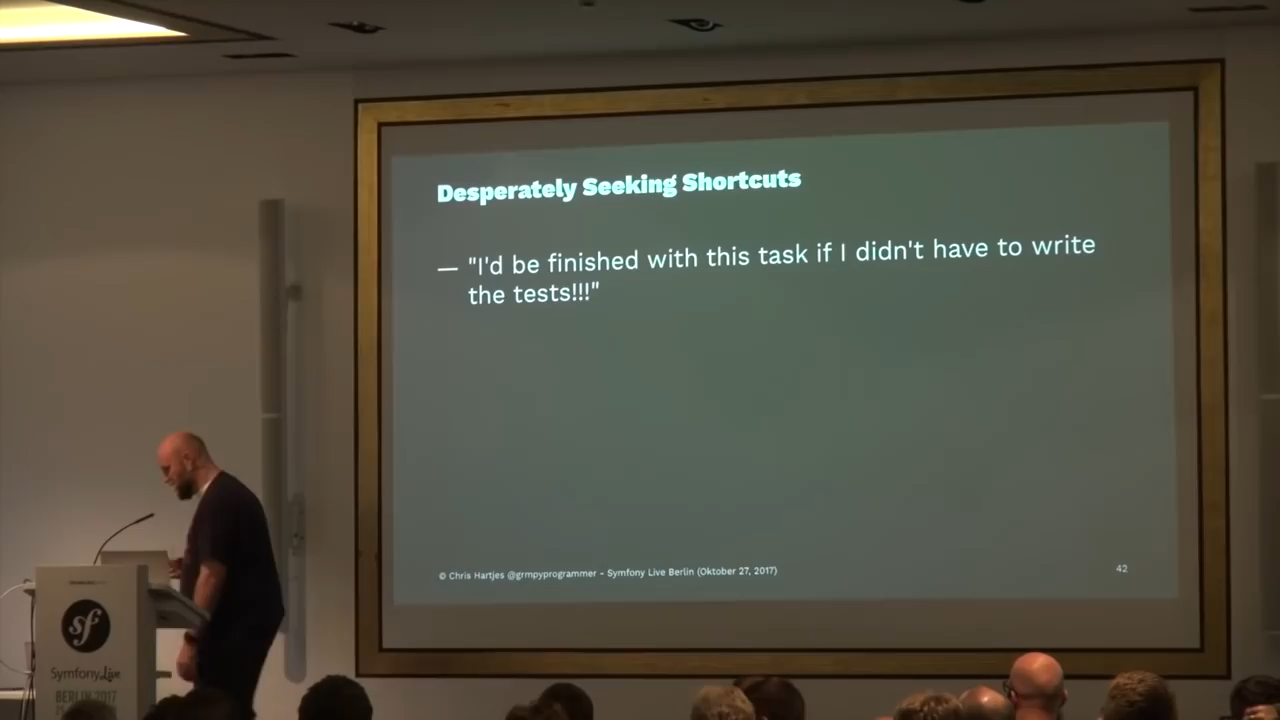 Desperately Seeking Shortcuts
— "I'd be finished with this task if I didn't have to write
the tests!!!"
© Chris Hartjes @grmpyprogrammer - Symfony Live Berlin (Oktober 27, 2017)
42
sf
SymfonyLive
BERLIN 2017